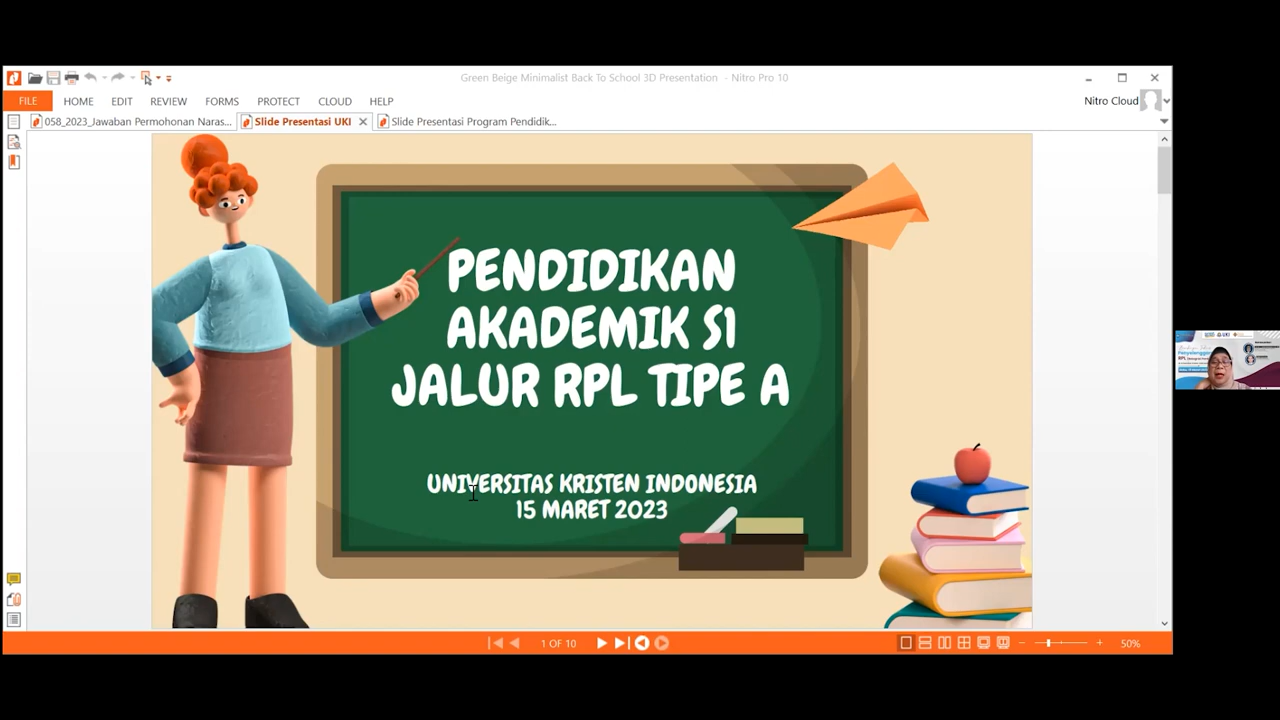 Green Beige Minimalist Back To School 3D Presentation - Nitro Pro 10
FILE HOME EDIT REVIEW FORMS PROTECT CLOUD HELP
Nitro Cloud
058_2023_Jawaban Permohonan Naras...
Slide Presentasi UKI
Slide Presentasi Program Pendidik...
PENDIDIKAN
AKADEMIK S1
JALUR RPL TIPE A
UNIVERSITAS KRISTEN INDONESIA
15 MARET 2023
1 OF 10
50%